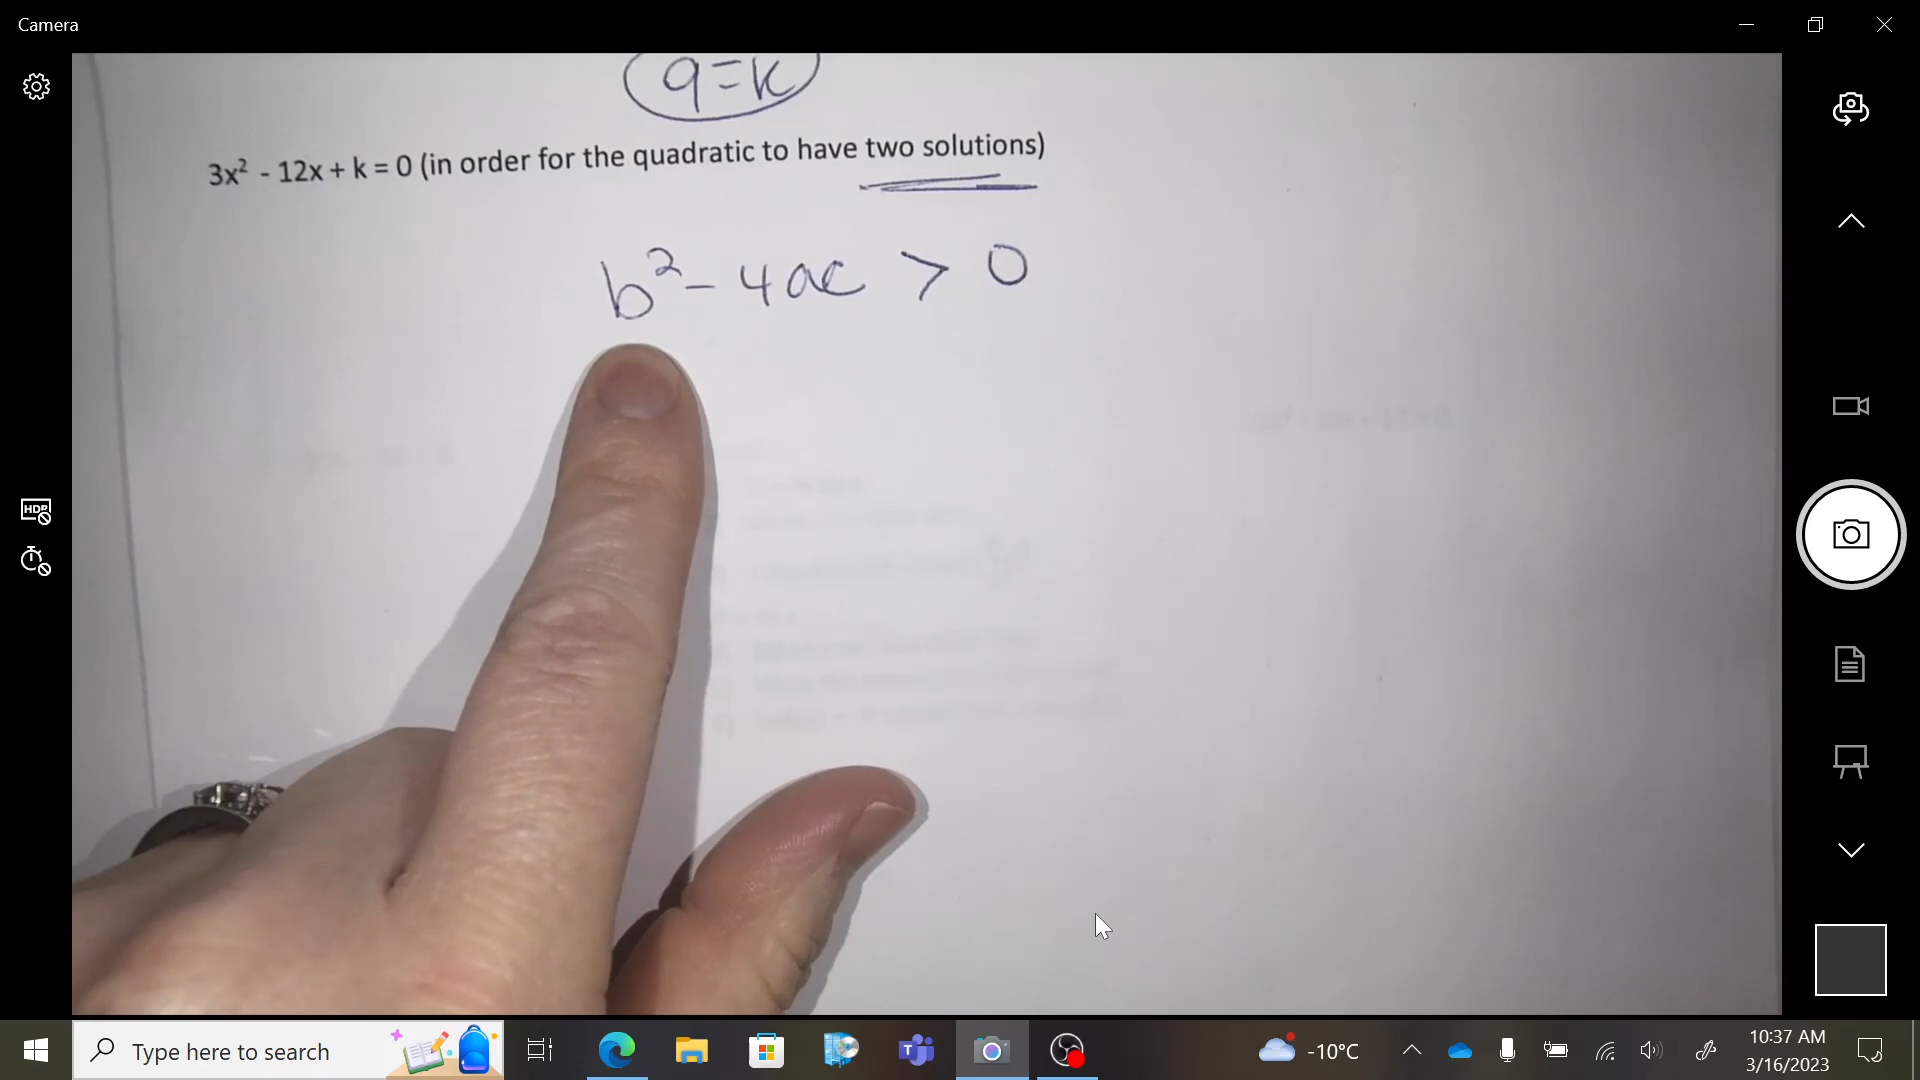 Camera
9=k
3x² - 12x + k = 0 (in order for the quadratic to have two solutions)
b² - 4ac > 0
HDR
Type here to search
-10°C
10:37 AM
3/16/2023